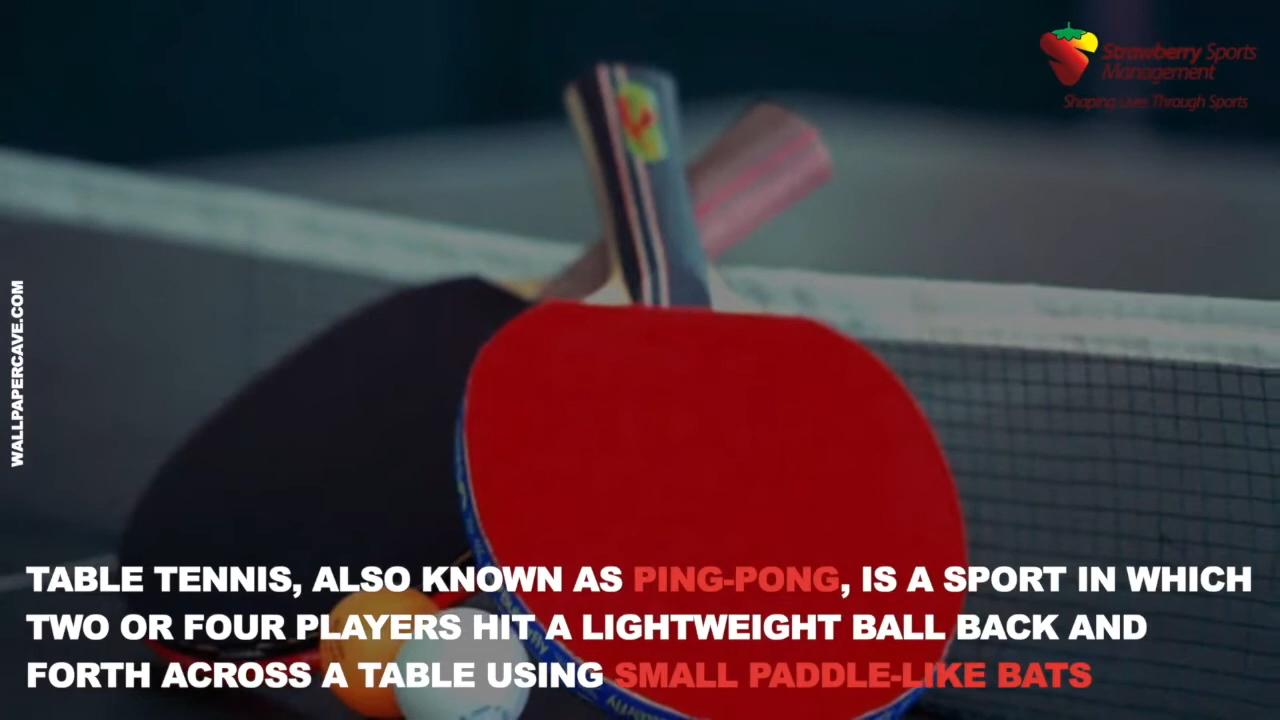 Strawberry Sports
Management
Shaping Lives Through Sports
WALLPAPERCAVE.COM
TABLE TENNIS, ALSO KNOWN AS PING-PONG, IS A SPORT IN WHICH
TWO OR FOUR PLAYERS HIT A LIGHTWEIGHT BALL BACK AND
FORTH ACROSS A TABLE USING SMALL PADDLE-LIKE BATS